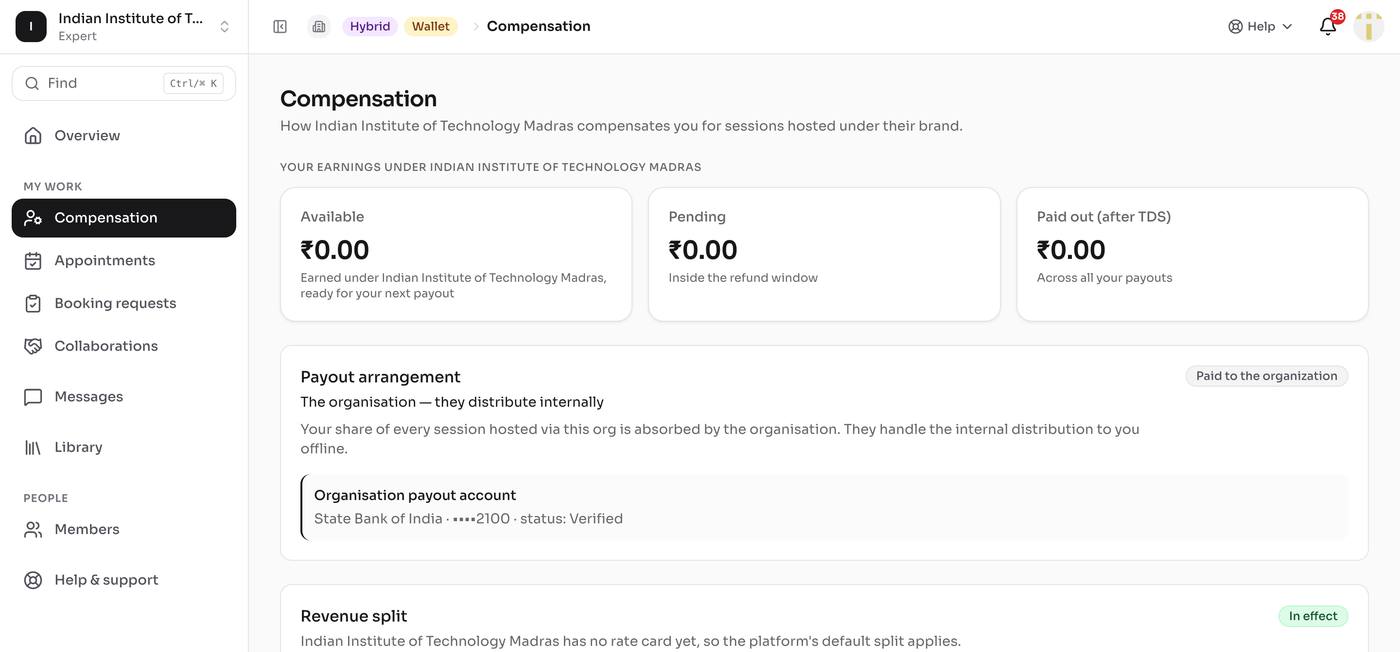 I
Indian Institute of T...
Expert
Hybrid
Wallet
Compensation
Help
38
Find
Ctrl/⌘ K
Overview
MY WORK
Compensation
Appointments
Booking requests
Collaborations
Messages
Library
PEOPLE
Members
Help & support
Compensation
How Indian Institute of Technology Madras compensates you for sessions hosted under their brand.
YOUR EARNINGS UNDER INDIAN INSTITUTE OF TECHNOLOGY MADRAS
Available
₹0.00
Earned under Indian Institute of Technology Madras,
ready for your next payout
Pending
₹0.00
Inside the refund window
Paid out (after TDS)
₹0.00
Across all your payouts
Payout arrangement
Paid to the organization
The organisation — they distribute internally
Your share of every session hosted via this org is absorbed by the organisation. They handle the internal distribution to you
offline.
Organisation payout account
State Bank of India · ••••2100 · status: Verified
Revenue split
In effect
Indian Institute of Technology Madras has no rate card yet, so the platform's default split applies.